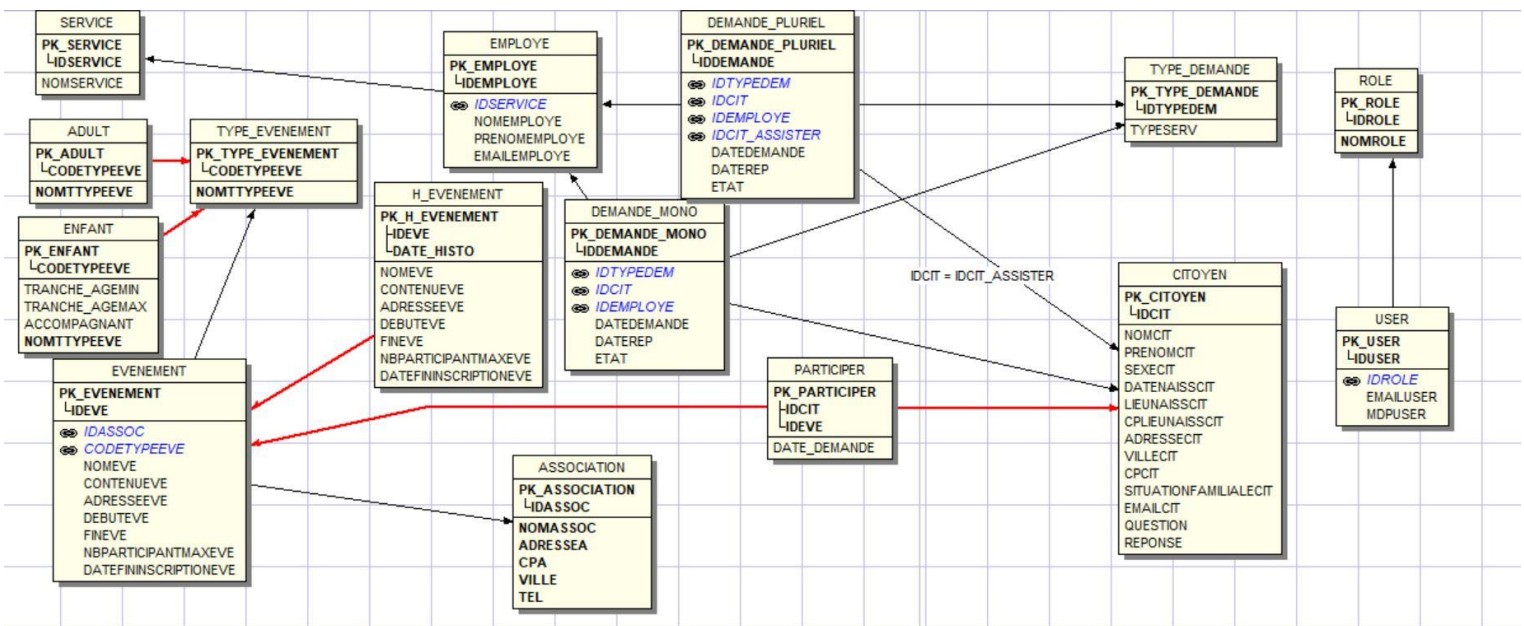 SERVICE
PK_SERVICE
IDSERVICE
NOMSERVICE
EMPLOYE
PK_EMPLOYE
IDEMPLOYE
IDSERVICE
NOMEMPLOYE
PRENOMEMPLOYE
EMAILEMPLOYE
DEMANDE_PLURIEL
PK_DEMANDE_PLURIEL
IDDEMANDE
IDTYPEDEM
IDCIT
IDEMPLOYE
IDCIT_ASSISTER
DATEDEMANDE
DATEREP
ETAT
TYPE_DEMANDE
PK_TYPE_DEMANDE
IDTYPEDEM
TYPESERV
ROLE
PK_ROLE
IDROLE
NOMROLE
ADULT
PK_ADULT
CODETYPEEVE
NOMTTYPEEVE
TYPE_EVENEMENT
PK_TYPE_EVENEMENT
CODETYPEEVE
NOMTTYPEEVE
ENFANT
PK_ENFANT
CODETYPEEVE
TRANCHE_AGEMIN
TRANCHE_AGEMAX
ACCOMPAGNANT
NOMTTYPEEVE
H_EVENEMENT
PK_H_EVENEMENT
IDEVE
DATE_HISTO
NOMEVE
CONTENUEVE
ADRESSEEVE
DEBUTEVE
FINEVE
NBPARTICIPANTMAXEVE
DATEFININSCRIPTIONEVE
DEMANDE_MONO
PK_DEMANDE_MONO
IDDEMANDE
IDTYPEDEM
IDCIT
IDEMPLOYE
DATEDEMANDE
DATEREP
ETAT
IDCIT = IDCIT_ASSISTER
CITOYEN
PK_CITOYEN
IDCIT
NOMCIT
PRENOMCIT
SEXECIT
DATENAISSCIT
LIEUNAISSCIT
CPLIEUNAISSCIT
ADRESSECIT
VILLECIT
CPCIT
SITUATIONFAMILIALECIT
EMAILCIT
QUESTION
REPONSE
USER
PK_USER
IDUSER
IDROLE
EMAILUSER
MDPUSER
EVENEMENT
PK_EVENEMENT
IDEVE
IDASSOC
CODETYPEEVE
NOMEVE
CONTENUEVE
ADRESSEEVE
DEBUTEVE
FINEVE
NBPARTICIPANTMAXEVE
DATEFININSCRIPTIONEVE
PARTICIPER
PK_PARTICIPER
IDCIT
IDEVE
DATE_DEMANDE
ASSOCIATION
PK_ASSOCIATION
IDASSOC
NOMASSOC
ADRESSEA
CPA
VILLE
TEL